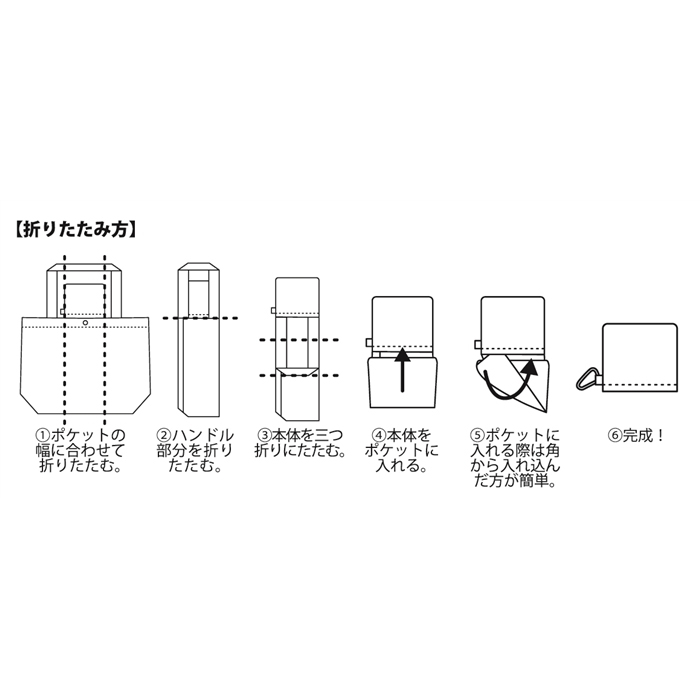 【折りたたみ方】
①ポケットの
幅に合わせて
折りたたむ。
②ハンドル
部分を折り
たたむ。
③本体を三つ
折りにたたむ。
④本体を
ポケットに
入れる。
⑤ポケットに
入れる際は角
から入れ込ん
だ方が簡単。
⑥完成！